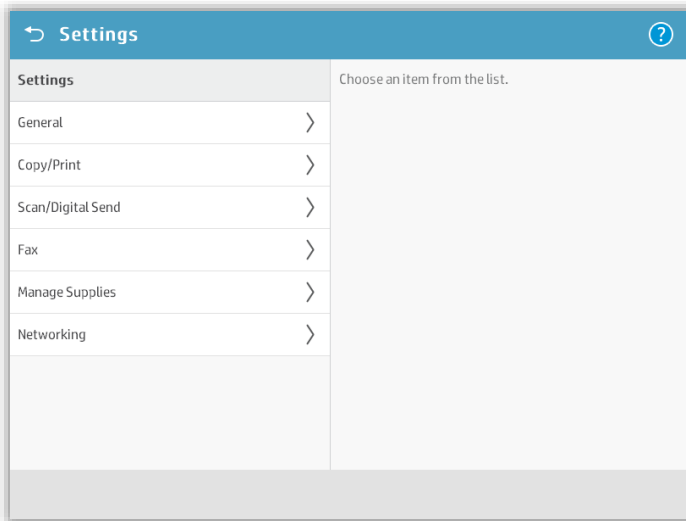 Settings
?
Settings
Choose an item from the list.
General
Copy/Print
Scan/Digital Send
Fax
Manage Supplies
Networking